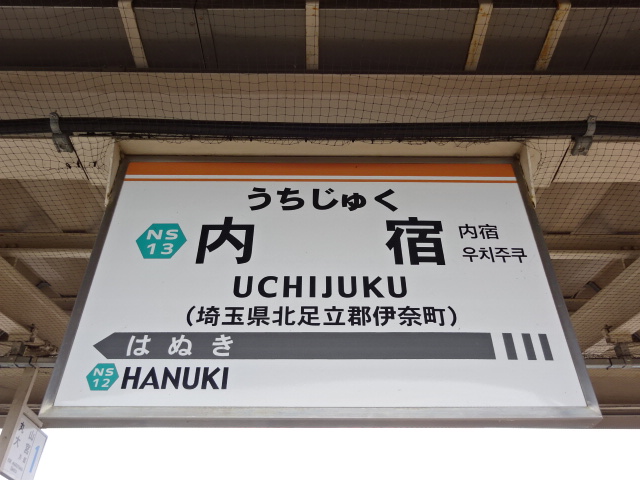 うちじゅく
NS 13
内宿
内宿
우치주쿠
UCHIJUKU
(埼玉県北足立郡伊奈町)
はぬき
NS 12
HANUKI